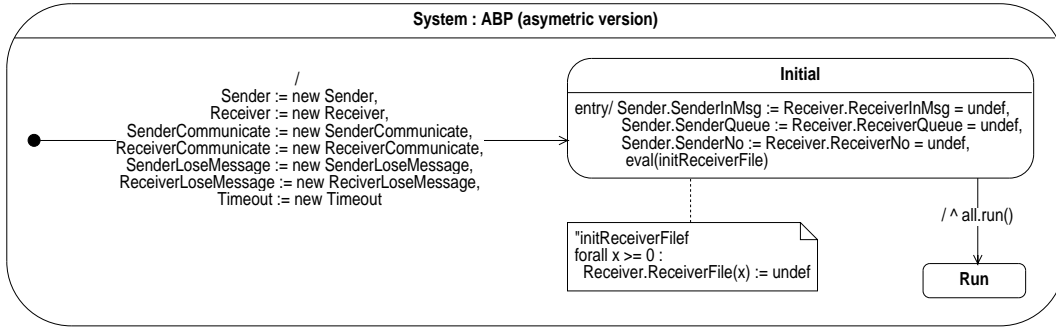 System : ABP (asymetric version)
/
Sender := new Sender,
Receiver := new Receiver,
SenderCommunicate := new SenderCommunicate,
ReceiverCommunicate := new ReceiverCommunicate,
SenderLoseMessage := new SenderLoseMessage,
ReceiverLoseMessage := new ReciverLoseMessage,
Timeout := new Timeout
Initial
entry/ Sender.SenderInMsg := Receiver.ReceiverInMsg = undef,
Sender.SenderQueue := Receiver.ReceiverQueue = undef,
Sender.SenderNo := Receiver.ReceiverNo = undef,
eval(initReceiverFile)
"initReceiverFilef
forall x >= 0 :
Receiver.ReceiverFile(x) := undef
/ ^ all.run()
Run